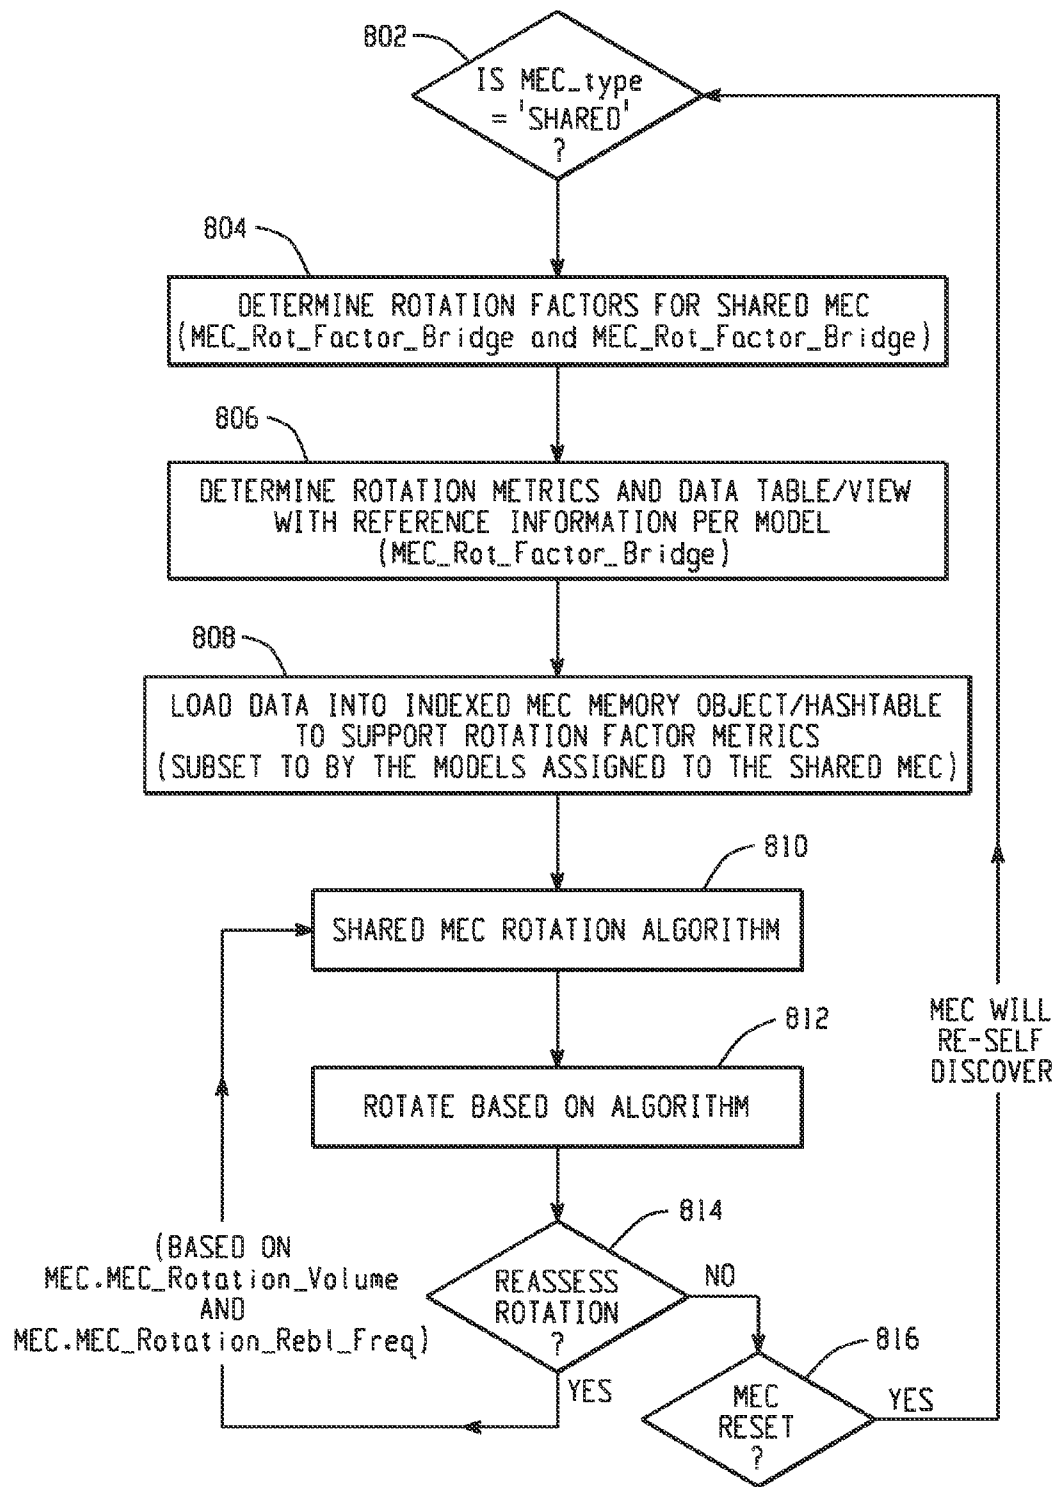 802
IS MEC_type
= 'SHARED'
?
804
DETERMINE ROTATION FACTORS FOR SHARED MEC
(MEC_Rot_Factor_Bridge and MEC_Rot_Factor_Bridge)
806
DETERMINE ROTATION METRICS AND DATA TABLE/VIEW
WITH REFERENCE INFORMATION PER MODEL
(MEC_Rot_Factor_Bridge)
808
LOAD DATA INTO INDEXED MEC MEMORY OBJECT/HASHTABLE
TO SUPPORT ROTATION FACTOR METRICS
(SUBSET TO BY THE MODELS ASSIGNED TO THE SHARED MEC)
810
SHARED MEC ROTATION ALGORITHM
MEC WILL
RE-SELF
DISCOVER
812
ROTATE BASED ON ALGORITHM
814
REASSESS
ROTATION
?
NO
YES
(BASED ON
MEC.MEC_Rotation_Volume
AND
MEC.MEC_Rotation_Rebl_Freq)
816
MEC
RESET
?
YES